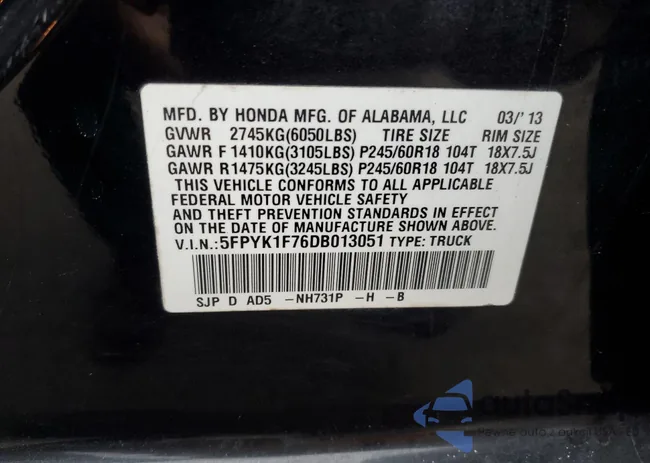 MFD. BY HONDA MFG. OF ALABAMA, LLC 03/'13
GVWR 2745KG(6050LBS) TIRE SIZE RIM SIZE
GAWR F 1410KG(3105LBS) P245/60R18 104T 18X7.5J
GAWR R1475KG(3245LBS) P245/60R18 104T 18X7.5J
THIS VEHICLE CONFORMS TO ALL APPLICABLE
FEDERAL MOTOR VEHICLE SAFETY
AND THEFT PREVENTION STANDARDS IN EFFECT
ON THE DATE OF MANUFACTURE SHOWN ABOVE.
V.I.N.: 5FPYK1F76DB013051 TYPE: TRUCK
SJP D AD5 -NH731P -H -B